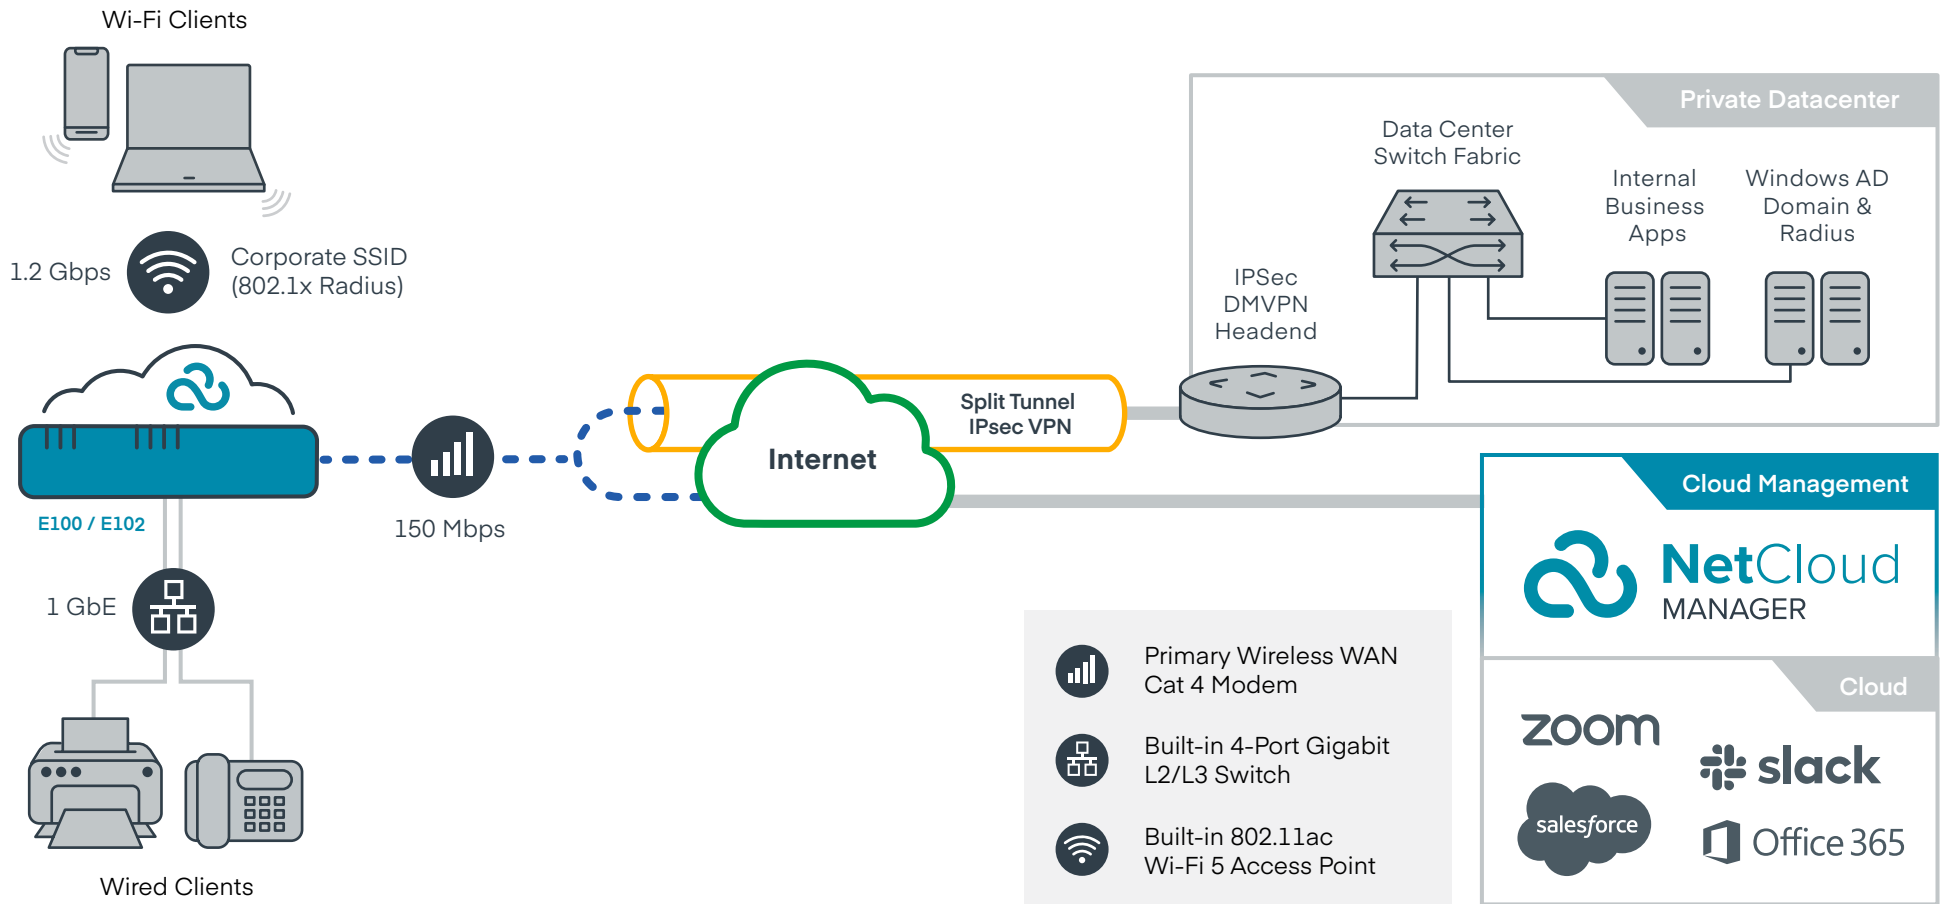 Wi-Fi Clients
1.2 Gbps
Corporate SSID
(802.1x Radius)
E100 / E102
1 GbE
Wired Clients
150 Mbps
Internet
Split Tunnel
IPsec VPN
Private Datacenter
Data Center
Switch Fabric
Internal
Business
Apps
Windows AD
Domain &
Radius
IPSec
DMVPN
Headend
Cloud Management
NetCloud
MANAGER
Cloud
zoom
slack
salesforce
Office 365
Primary Wireless WAN
Cat 4 Modem
Built-in 4-Port Gigabit
L2/L3 Switch
Built-in 802.11ac
Wi-Fi 5 Access Point